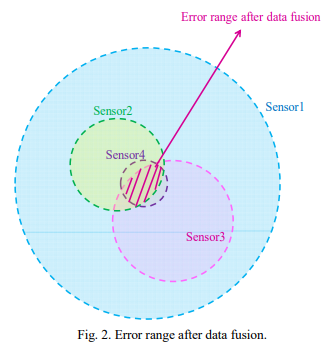 Error range after data fusion
Sensor1
Sensor2
Sensor4
Sensor3
Fig. 2. Error range after data fusion.